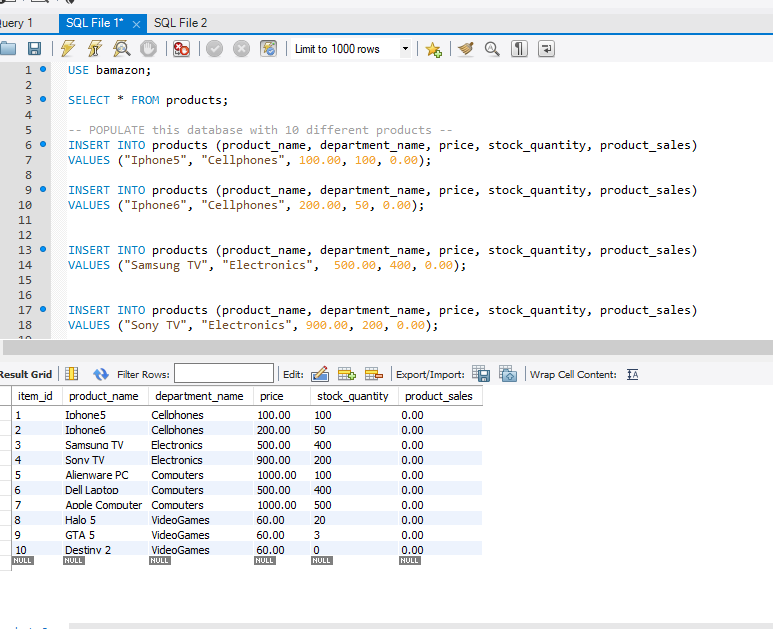 uery 1 SQL File 1* × SQL File 2
Limit to 1000 rows
1 USE bamazon;
2
3 SELECT * FROM products;
4
5 -- POPULATE this database with 10 different products --
6 INSERT INTO products (product_name, department_name, price, stock_quantity, product_sales)
7 VALUES ("Iphone5", "Cellphones", 100.00, 100, 0.00);
8
9 INSERT INTO products (product_name, department_name, price, stock_quantity, product_sales)
10 VALUES ("Iphone6", "Cellphones", 200.00, 50, 0.00);
11
12
13 INSERT INTO products (product_name, department_name, price, stock_quantity, product_sales)
14 VALUES ("Samsung TV", "Electronics", 500.00, 400, 0.00);
15
16
17 INSERT INTO products (product_name, department_name, price, stock_quantity, product_sales)
18 VALUES ("Sony TV", "Electronics", 900.00, 200, 0.00);
Result Grid Filter Rows: Edit: Export/Import: Wrap Cell Content:
item_id product_name department_name price stock_quantity product_sales
1 Iphone5 Cellphones 100.00 100 0.00
2 Iphone6 Cellphones 200.00 50 0.00
3 Samsung TV Electronics 500.00 400 0.00
4 Sony TV Electronics 900.00 200 0.00
5 Alienware PC Computers 1000.00 100 0.00
6 Dell Laptop Computers 500.00 400 0.00
7 Apple Computer Computers 1000.00 500 0.00
8 Halo 5 VideoGames 60.00 20 0.00
9 GTA 5 VideoGames 60.00 3 0.00
10 Destiny 2 VideoGames 60.00 0 0.00
NULL NULL NULL NULL NULL NULL